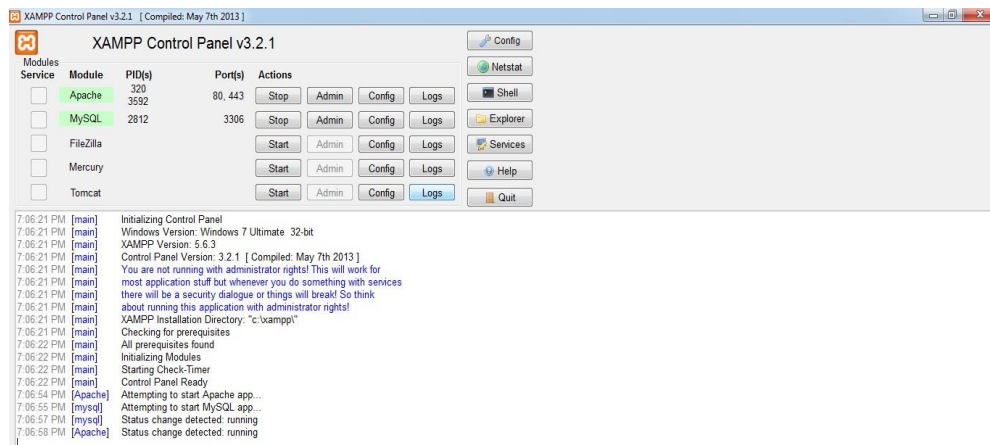 XAMPP Control Panel v3.2.1 [ Compiled: May 7th 2013 ]
XAMPP Control Panel v3.2.1
Config
Modules
Service Module PID(s) Port(s) Actions
Netstat
Apache 320 3592 80, 443 Stop Admin Config Logs
Shell
MySQL 2812 3306 Stop Admin Config Logs
Explorer
FileZilla Start Admin Config Logs
Services
Mercury Start Admin Config Logs
Help
Tomcat Start Admin Config Logs
Quit
7:06:21 PM [main] Initializing Control Panel
7:06:21 PM [main] Windows Version: Windows 7 Ultimate 32-bit
7:06:21 PM [main] XAMPP Version: 5.6.3
7:06:21 PM [main] Control Panel Version: 3.2.1 [ Compiled: May 7th 2013 ]
7:06:21 PM [main] You are not running with administrator rights! This will work for
7:06:21 PM [main] most application stuff but whenever you do something with services
7:06:21 PM [main] there will be a security dialogue or things will break! So think
7:06:21 PM [main] about running this application with administrator rights!
7:06:21 PM [main] XAMPP Installation Directory: "c:\xampp\"
7:06:21 PM [main] Checking for prerequisites
7:06:22 PM [main] All prerequisites found
7:06:22 PM [main] Initializing Modules
7:06:22 PM [main] Starting Check-Timer
7:06:22 PM [main] Control Panel Ready
7:06:54 PM [Apache] Attempting to start Apache app...
7:06:55 PM [mysql] Attempting to start MySQL app...
7:06:57 PM [mysql] Status change detected: running
7:06:58 PM [Apache] Status change detected: running